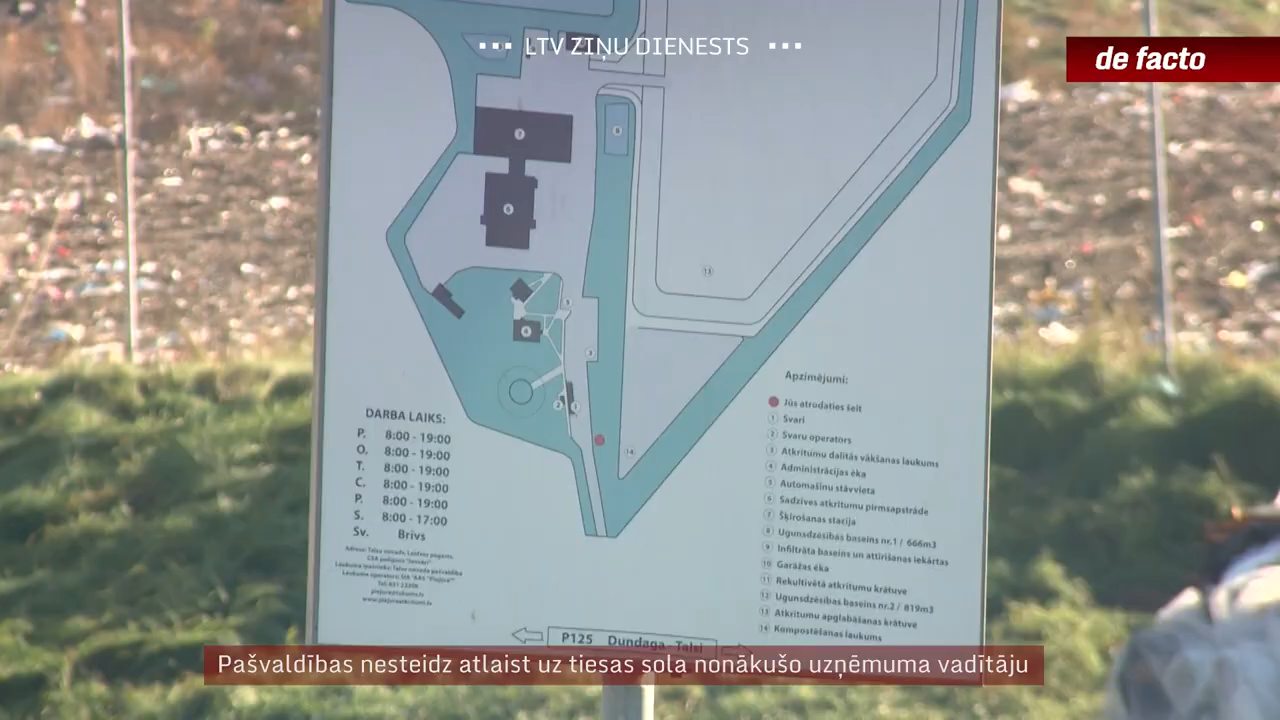 LTV ZIŅU DIENESTS
de facto
DARBA LAIKS:
P. 8:00 - 19:00
O. 8:00 - 19:00
T. 8:00 - 19:00
C. 8:00 - 19:00
P. 8:00 - 19:00
S. 8:00 - 17:00
Sv. Brīvs
Apzīmējumi:
Jūs atrodaties šeit
1 Svari
2 Svaru operators
3 Atkritumu dalītās vākšanas laukums
4 Administrācijas ēka
5 Automašīnu stāvvieta
6 Sadzīves atkritumu pirmsapstrāde
7 Šķirošanas stacija
8 Ugunsdzēsības baseins nr.1 / 666m3
9 Infiltrāta baseins un attīrīšanas iekārtas
10 Garāžas ēka
11 Rekultivētā atkritumu krātuve
12 Ugunsdzēsības baseins nr.2 / 819m3
13 Atkritumu apglabāšanas krātuve
14 Kompostēšanas laukums
P125 Dundaga - Talsi
Pašvaldības nesteidz atlaist uz tiesas sola nonākušo uzņēmuma vadītāju